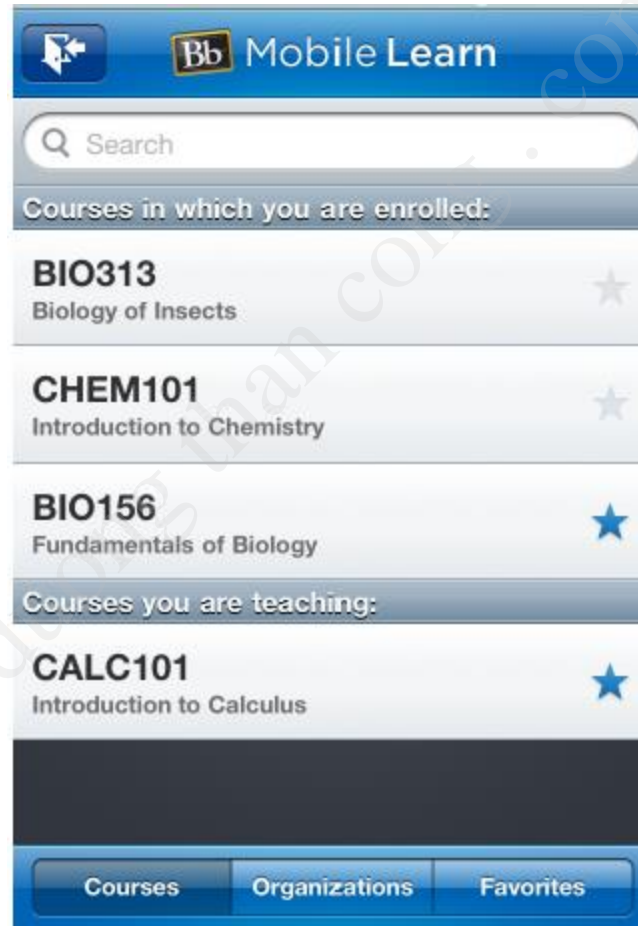 Bb Mobile Learn
Search
Courses in which you are enrolled:
BIO313
Biology of Insects
CHEM101
Introduction to Chemistry
BIO156
Fundamentals of Biology
Courses you are teaching:
CALC101
Introduction to Calculus
Courses Organizations Favorites